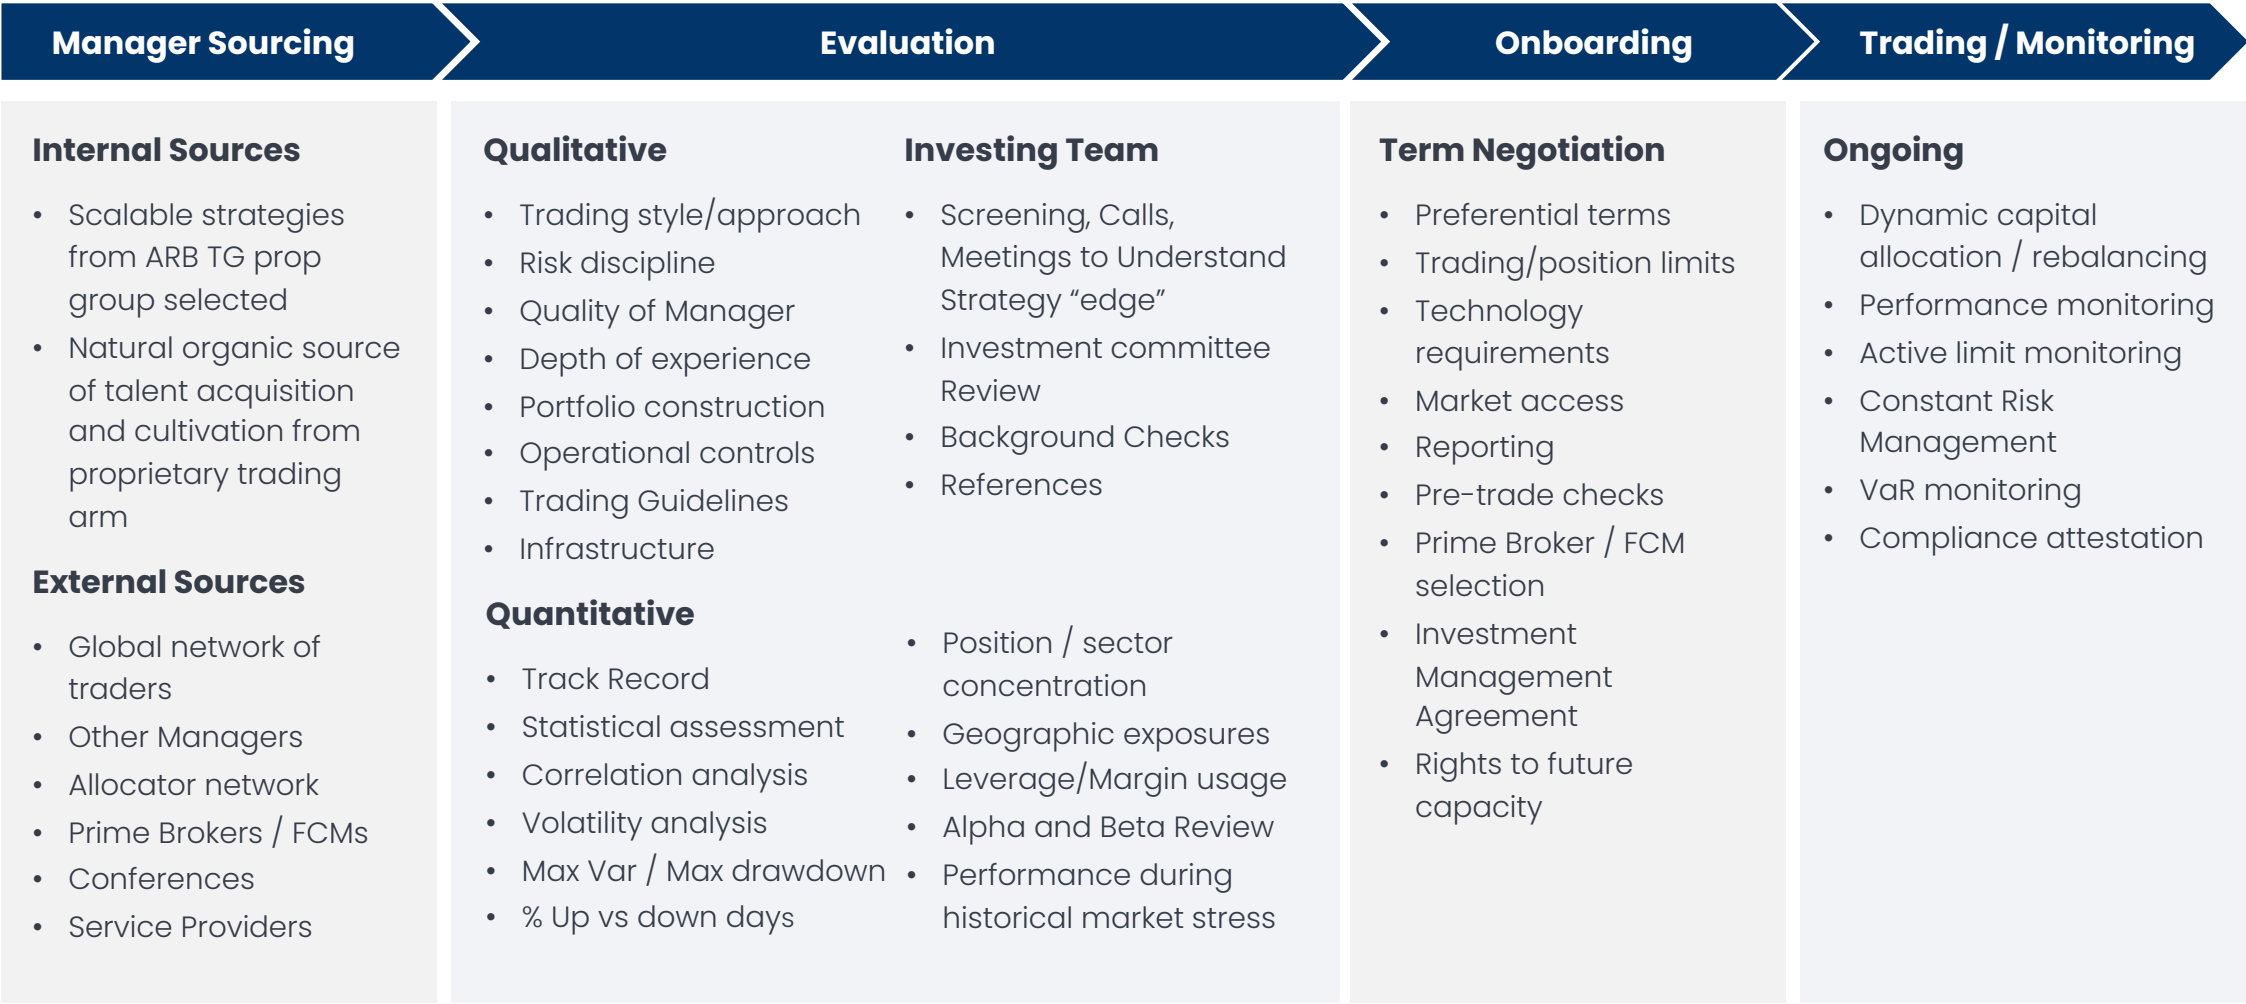 Manager Sourcing
Evaluation
Onboarding
Trading / Monitoring
Internal Sources
• Scalable strategies
from ARB TG prop
group selected
• Natural organic source
of talent acquisition
and cultivation from
proprietary trading
arm
External Sources
• Global network of
traders
• Other Managers
• Allocator network
• Prime Brokers / FCMs
• Conferences
• Service Providers
Qualitative
• Trading style/approach
• Risk discipline
• Quality of Manager
• Depth of experience
• Portfolio construction
• Operational controls
• Trading Guidelines
• Infrastructure
Investing Team
• Screening, Calls,
Meetings to Understand
Strategy “edge”
• Investment committee
Review
• Background Checks
• References
Quantitative
• Track Record
• Statistical assessment
• Correlation analysis
• Volatility analysis
• Max Var / Max drawdown
• % Up vs down days
• Position / sector
concentration
• Geographic exposures
• Leverage/Margin usage
• Alpha and Beta Review
• Performance during
historical market stress
Term Negotiation
• Preferential terms
• Trading/position limits
• Technology
requirements
• Market access
• Reporting
• Pre-trade checks
• Prime Broker / FCM
selection
• Investment
Management
Agreement
• Rights to future
capacity
Ongoing
• Dynamic capital
allocation / rebalancing
• Performance monitoring
• Active limit monitoring
• Constant Risk
Management
• VaR monitoring
• Compliance attestation